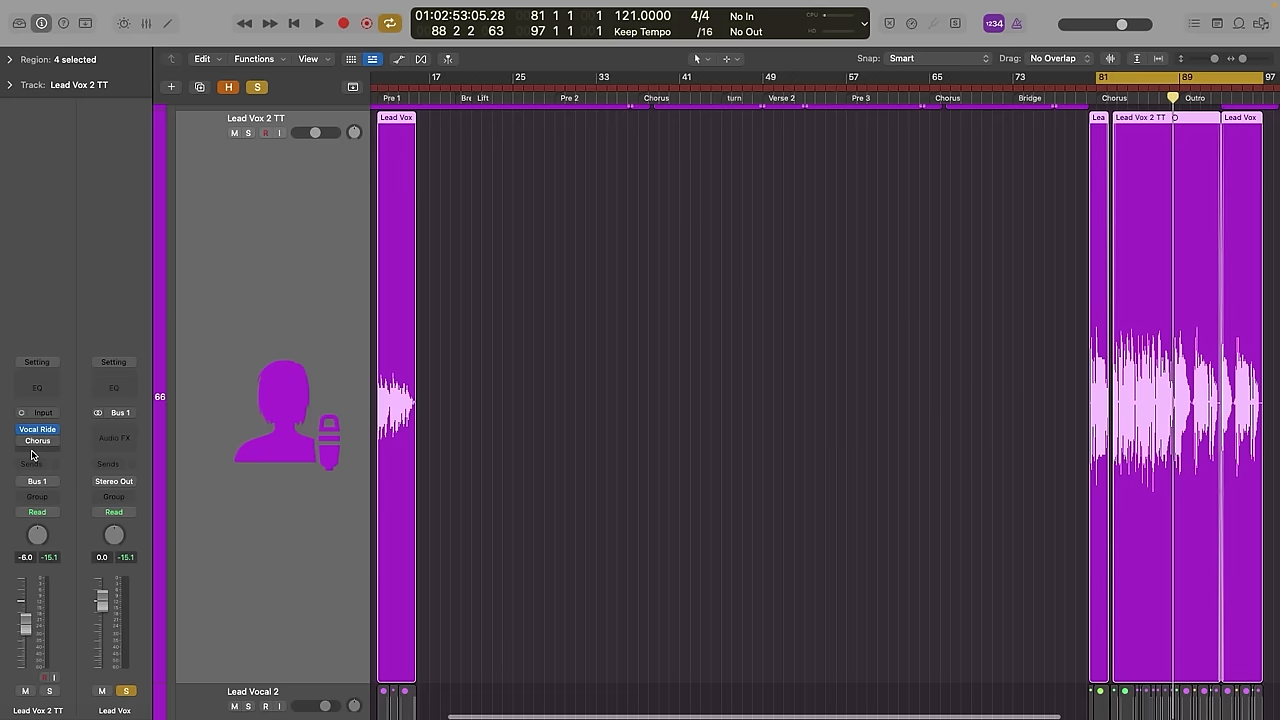 01:02:53:05.28 81 1 1 1 121.0000 4/4 No In
88 2 2 63 97 1 1 1 Keep Tempo /16 No Out
CPU
HD
1234
Region: 4 selected
Edit Functions View
Snap: Smart
Drag: No Overlap
Track: Lead Vox 2 TT
H S
17 25 33 41 49 57 65 73 81 89 97
Pre 1 Bre Lift Pre 2 Chorus turn Verse 2 Pre 3 Chorus Bridge Chorus Outro
Lead Vox 2 TT
M S R I
Lead Vox
Lea
Lead Vox 2 TT
Lead Vox
66
Setting Setting
EQ EQ
Input Bus 1
Vocal Ride
Chorus Audio FX
Sends Sends
Bus 1 Stereo Out
Group Group
Read Read
-6.0 -15.1 0.0 -15.1
R I
M S M S
Lead Vox 2 TT Lead Vox
Lead Vocal 2
M S R I